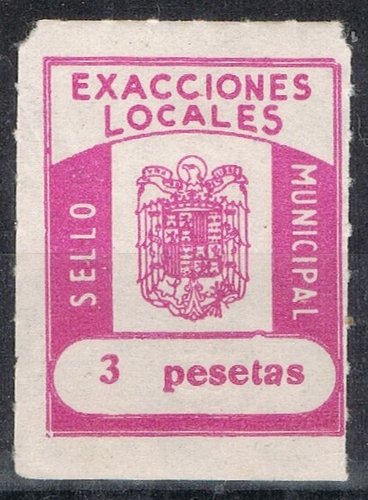 EXACCIONES
LOCALES
SELLO
MUNICIPAL
3 pesetas